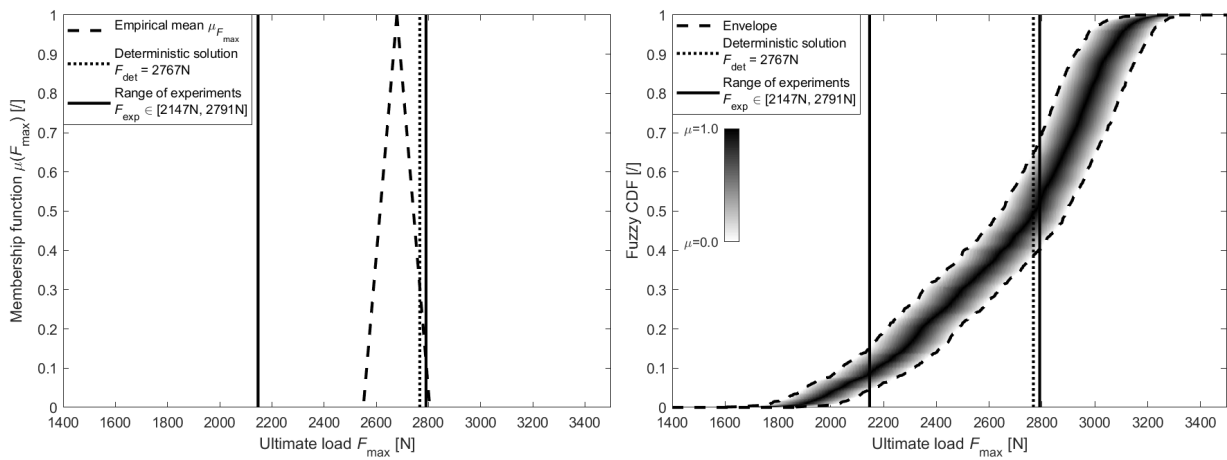 Empirical mean μ_F_max
Deterministic solution
F_det = 2767N
Range of experiments
F_exp ∈ [2147N, 2791N]
Membership function μ(F_max) [/]
1
0.9
0.8
0.7
0.6
0.5
0.4
0.3
0.2
0.1
0
1400 1600 1800 2000 2200 2400 2600 2800 3000 3200 3400
Ultimate load F_max [N]
Envelope
Deterministic solution
F_det = 2767N
Range of experiments
F_exp ∈ [2147N, 2791N]
μ=1.0
μ=0.0
Fuzzy CDF [/]
1
0.9
0.8
0.7
0.6
0.5
0.4
0.3
0.2
0.1
0
1400 1600 1800 2000 2200 2400 2600 2800 3000 3200 3400
Ultimate load F_max [N]